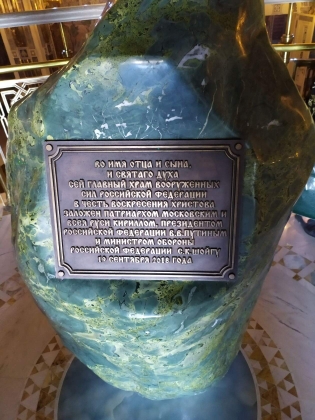 ВО ИМЯ ОТЦА И СЫНА,
И СВЯТАГО ДУХА
СЕЙ ГЛАВНЫЙ ХРАМ ВООРУЖЕННЫХ
СИЛ РОССИЙСКОЙ ФЕДЕРАЦИИ
В ЧЕСТЬ ВОСКРЕСЕНИЯ ХРИСТОВА
ЗАЛОЖЕН ПАТРИАРХОМ МОСКОВСКИМ И
ВСЕЯ РУСИ КИРИЛЛОМ, ПРЕЗИДЕНТОМ
РОССИЙСКОЙ ФЕДЕРАЦИИ В.В.ПУТИНЫМ
И МИНИСТРОМ ОБОРОНЫ
РОССИЙСКОЙ ФЕДЕРАЦИИ С.К.ШОЙГУ
19 СЕНТЯБРЯ 2018 ГОДА